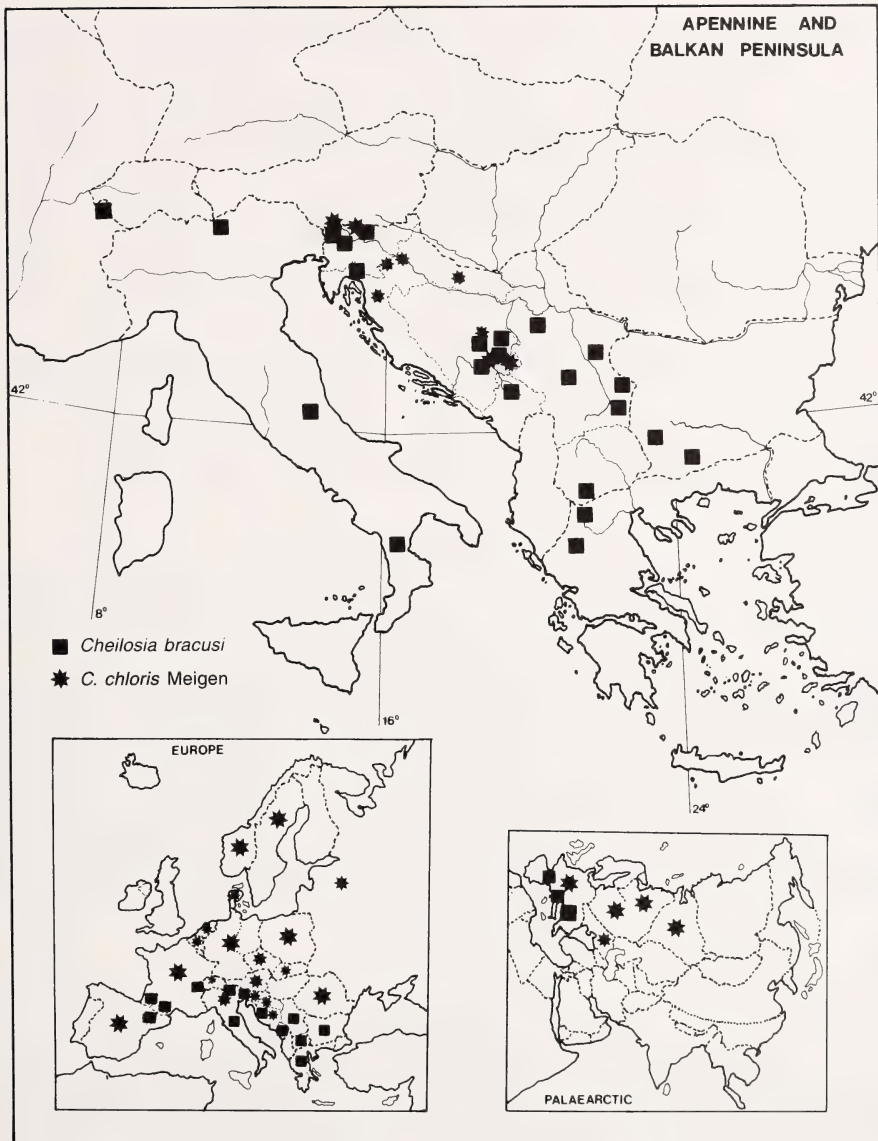 APENNINE AND
BALKAN PENINSULA
42°
42°
8°
Cheilosia bracusi
C. chloris Meigen
16°
24°
EUROPE
PALAEARCTIC